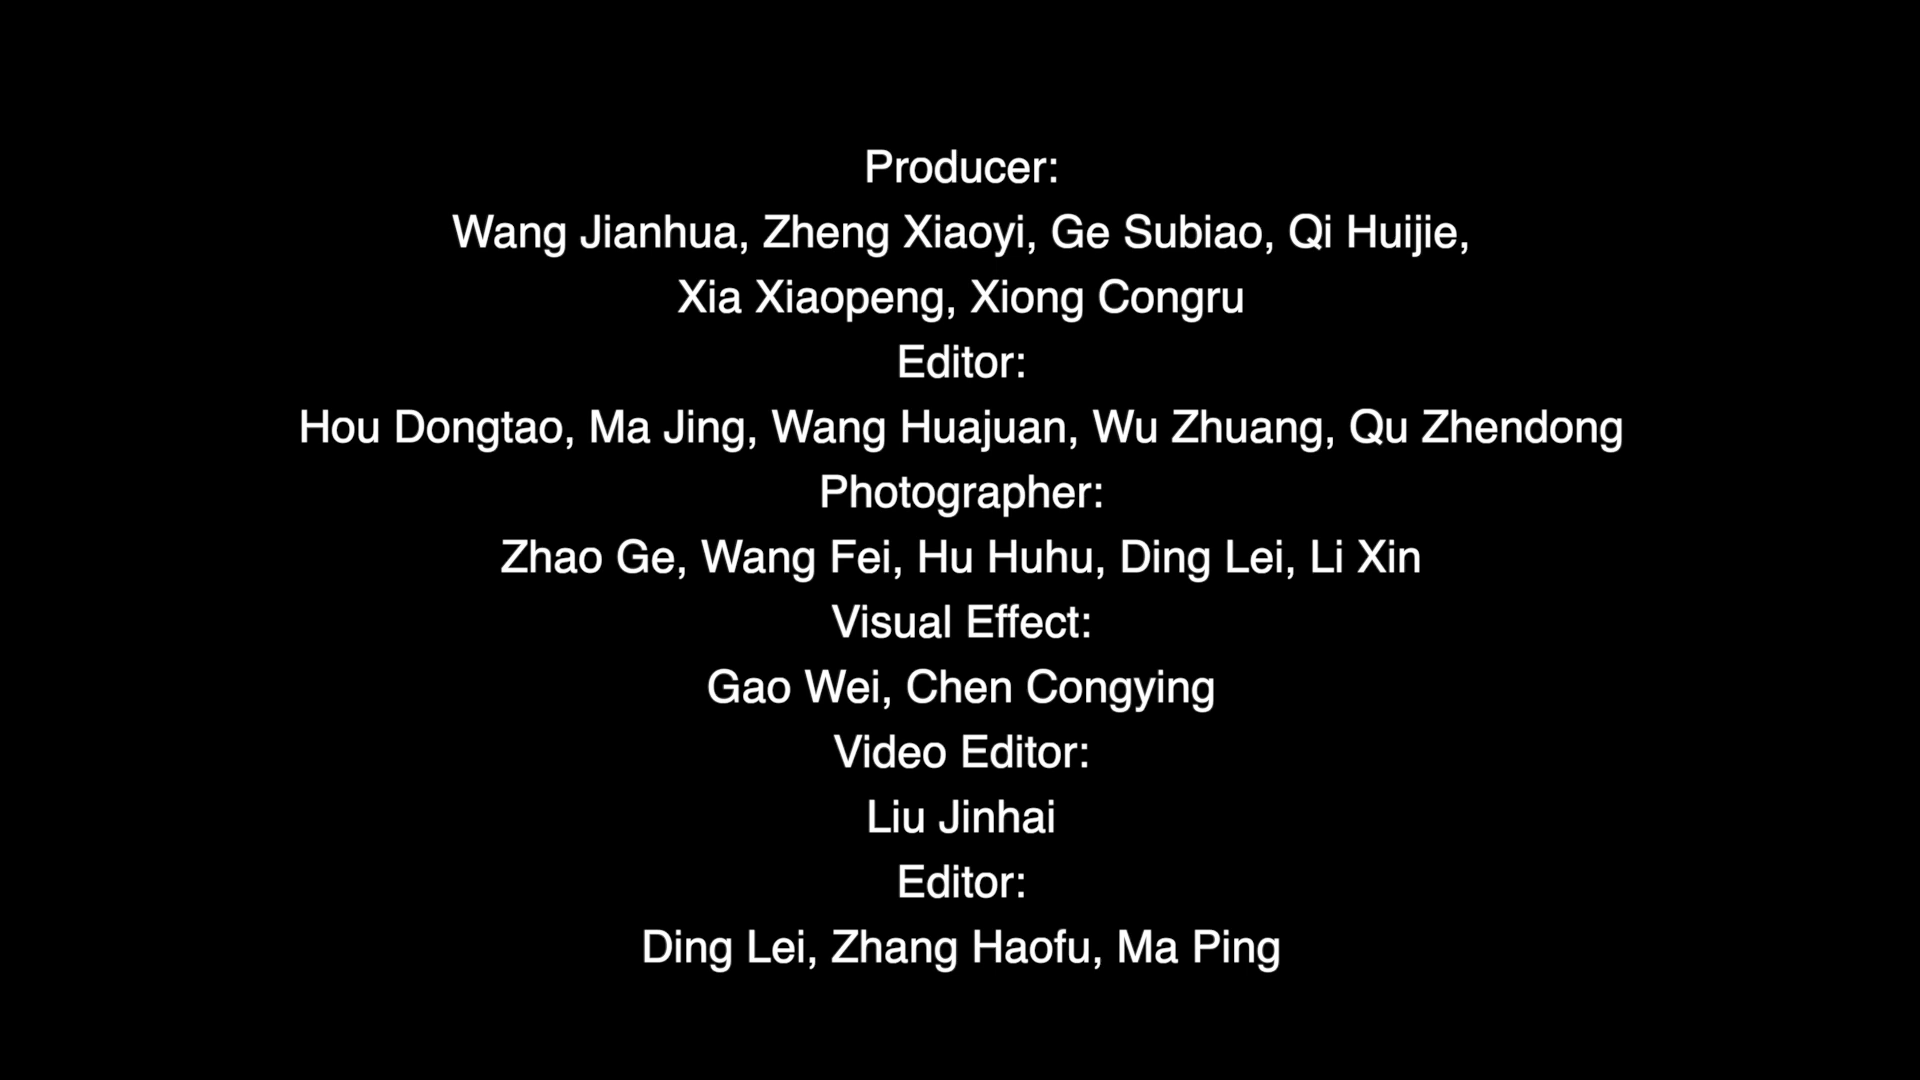 Producer:
Wang Jianhua, Zheng Xiaoyi, Ge Subiao, Qi Huijie,
Xia Xiaopeng, Xiong Congru
Editor:
Hou Dongtao, Ma Jing, Wang Huajuan, Wu Zhuang, Qu Zhendong
Photographer:
Zhao Ge, Wang Fei, Hu Huhu, Ding Lei, Li Xin
Visual Effect:
Gao Wei, Chen Congying
Video Editor:
Liu Jinhai
Editor:
Ding Lei, Zhang Haofu, Ma Ping